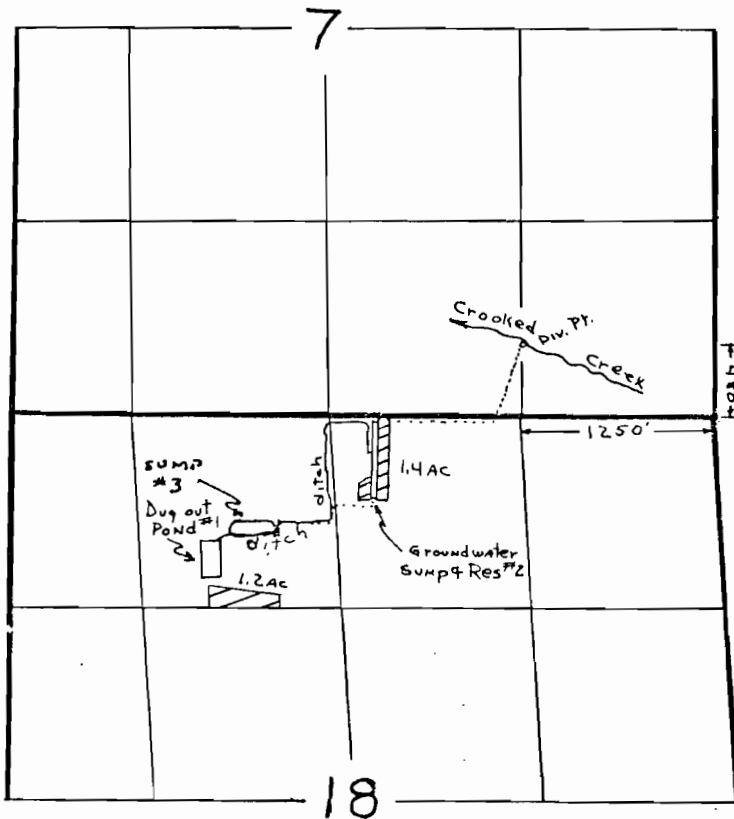 7
Crooked
Div. Pt.
Creek
1250'
SUMP
#3
Dug out
Pond #1
ditch
ditch
1.4 AC
Groundwater
Sump & Res #2
1.2 Ac
18